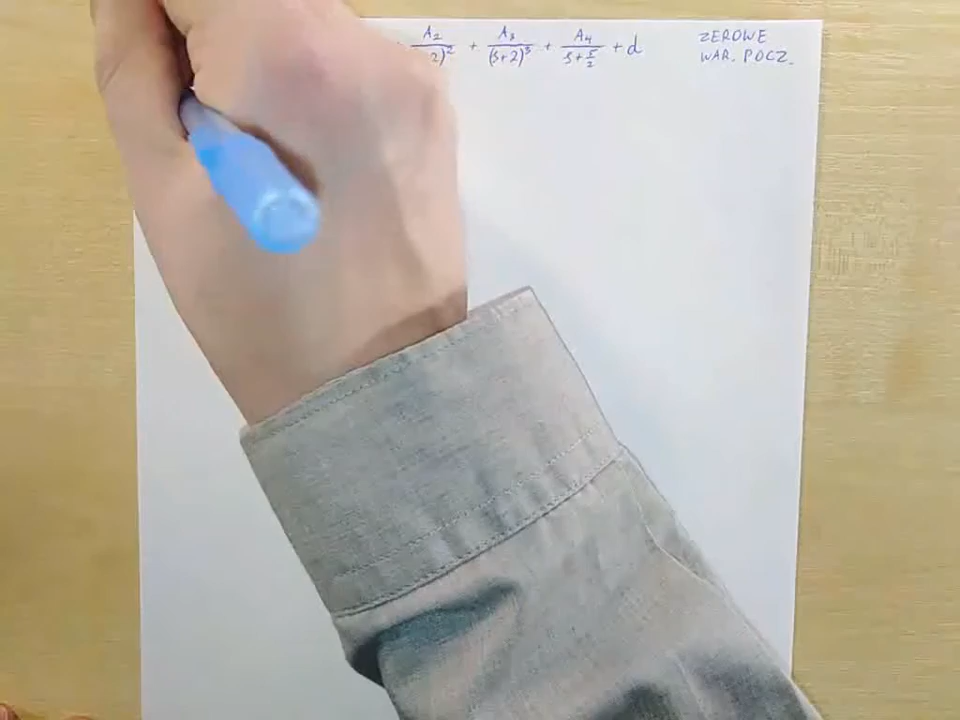 A₂/(2)² + A₃/(s+2)³ + A₄/(s+5/2) + d
ZEROWE
WAR. POCZ.